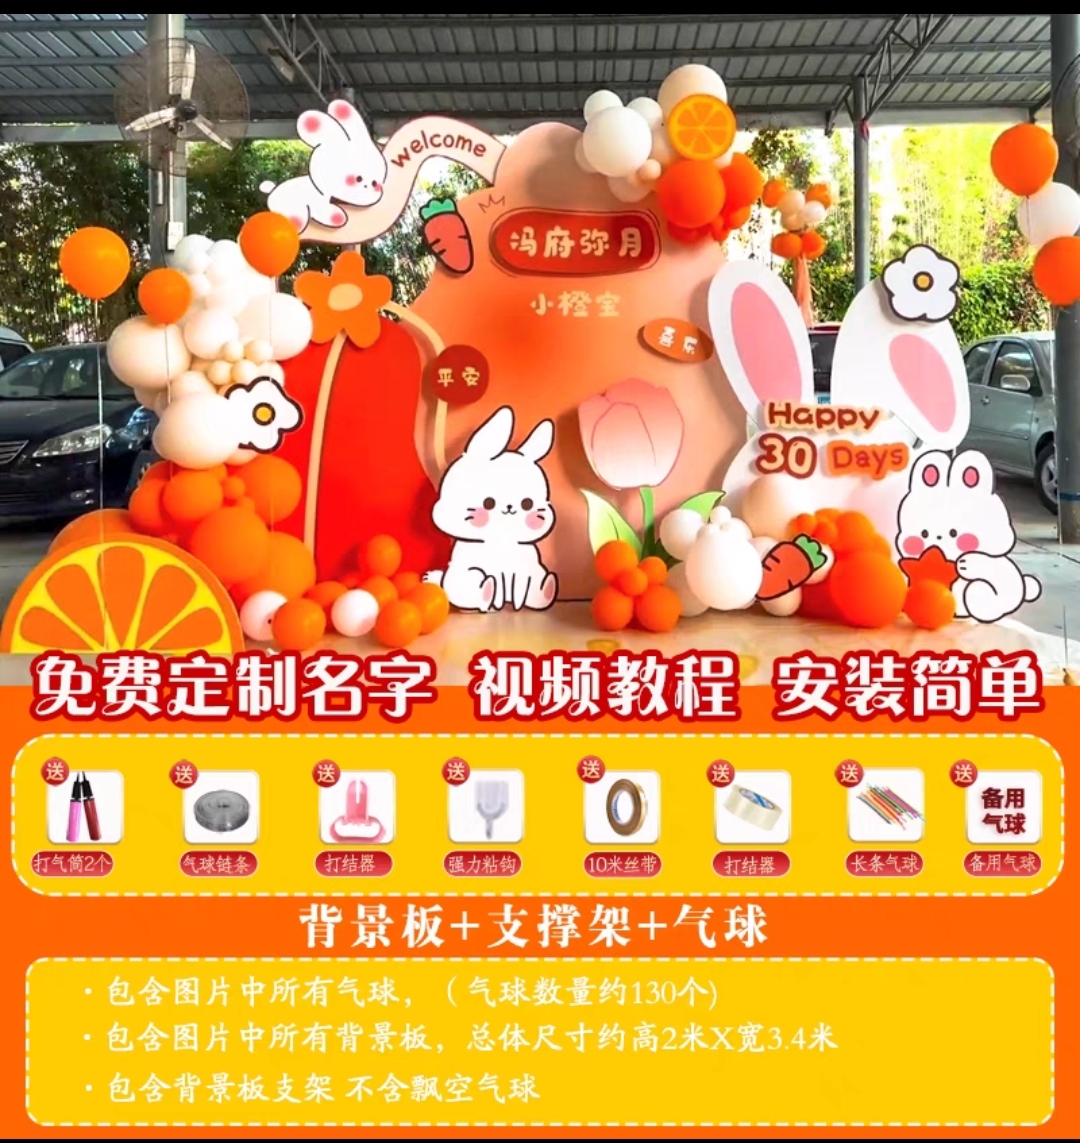 welcome
冯府弥月
小橙宝
喜乐
平安
Happy
30 Days
免费定制名字 视频教程 安装简单
送 送 送 送 送 送 送 送
备用
气球
打气筒2个 气球链条 打结器 强力粘钩 10米丝带 打结器 长条气球 备用气球
背景板+支撑架+气球
·包含图片中所有气球，（气球数量约130个)
·包含图片中所有背景板，总体尺寸约高2米X宽3.4米
·包含背景板支架 不含飘空气球